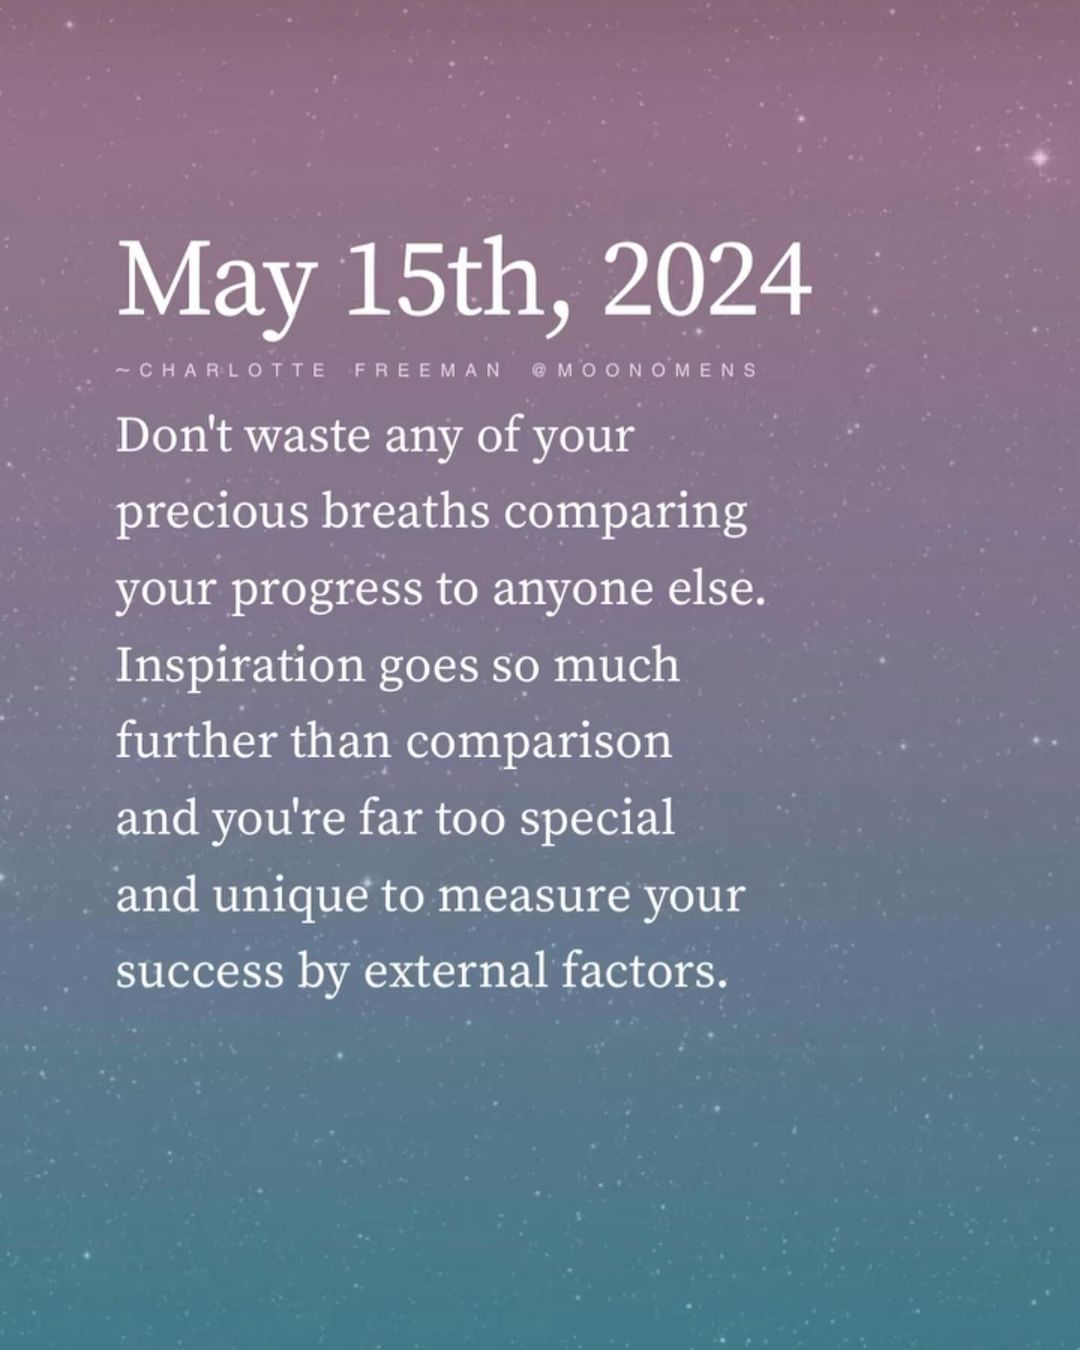 May 15th, 2024
~CHARLOTTE FREEMAN @MOONOMENS
Don't waste any of your
precious breaths comparing
your progress to anyone else.
Inspiration goes so much
further than comparison
and you're far too special
and unique to measure your
success by external factors.